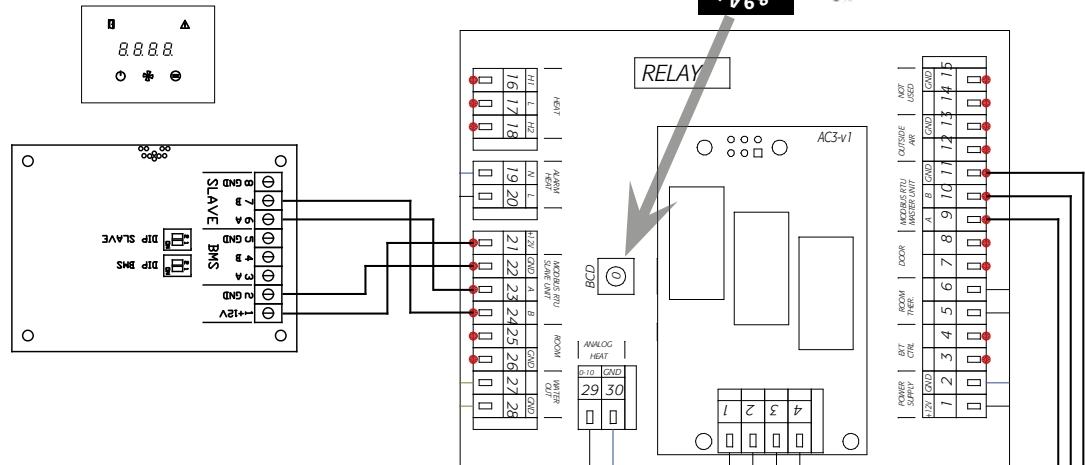 8.8.8.8.
8 GND
7 B
6 A
5 GND
4 B
3 A
2 GND
1 +12V
SLAVE
BMS
DIP SLAVE
DIP BMS
RELAY
16 H1
17 L
18 H2
HEAT
19 N
20 L
ALARM
HEAT
21 +12V
22 GND
23 A
24 B
MODBUS RTU
SLAVE UNIT
25
26 GND
ROOM
27
28 GND
WATER
OUT
BCD
0
ANALOG
HEAT
0-10 GND
29 30
AC3-v1
1 2 3 4
15
GND
14
NOT
USED
13
GND
12
OUTSIDE
AIR
11 GND
10 B
9 A
MODBUS RTU
MASTER UNIT
8
7
DOOR
6
5
ROOM
THER.
4
3
EXT
CTRL
2 GND
1 +12V
POWER
SUPPLY